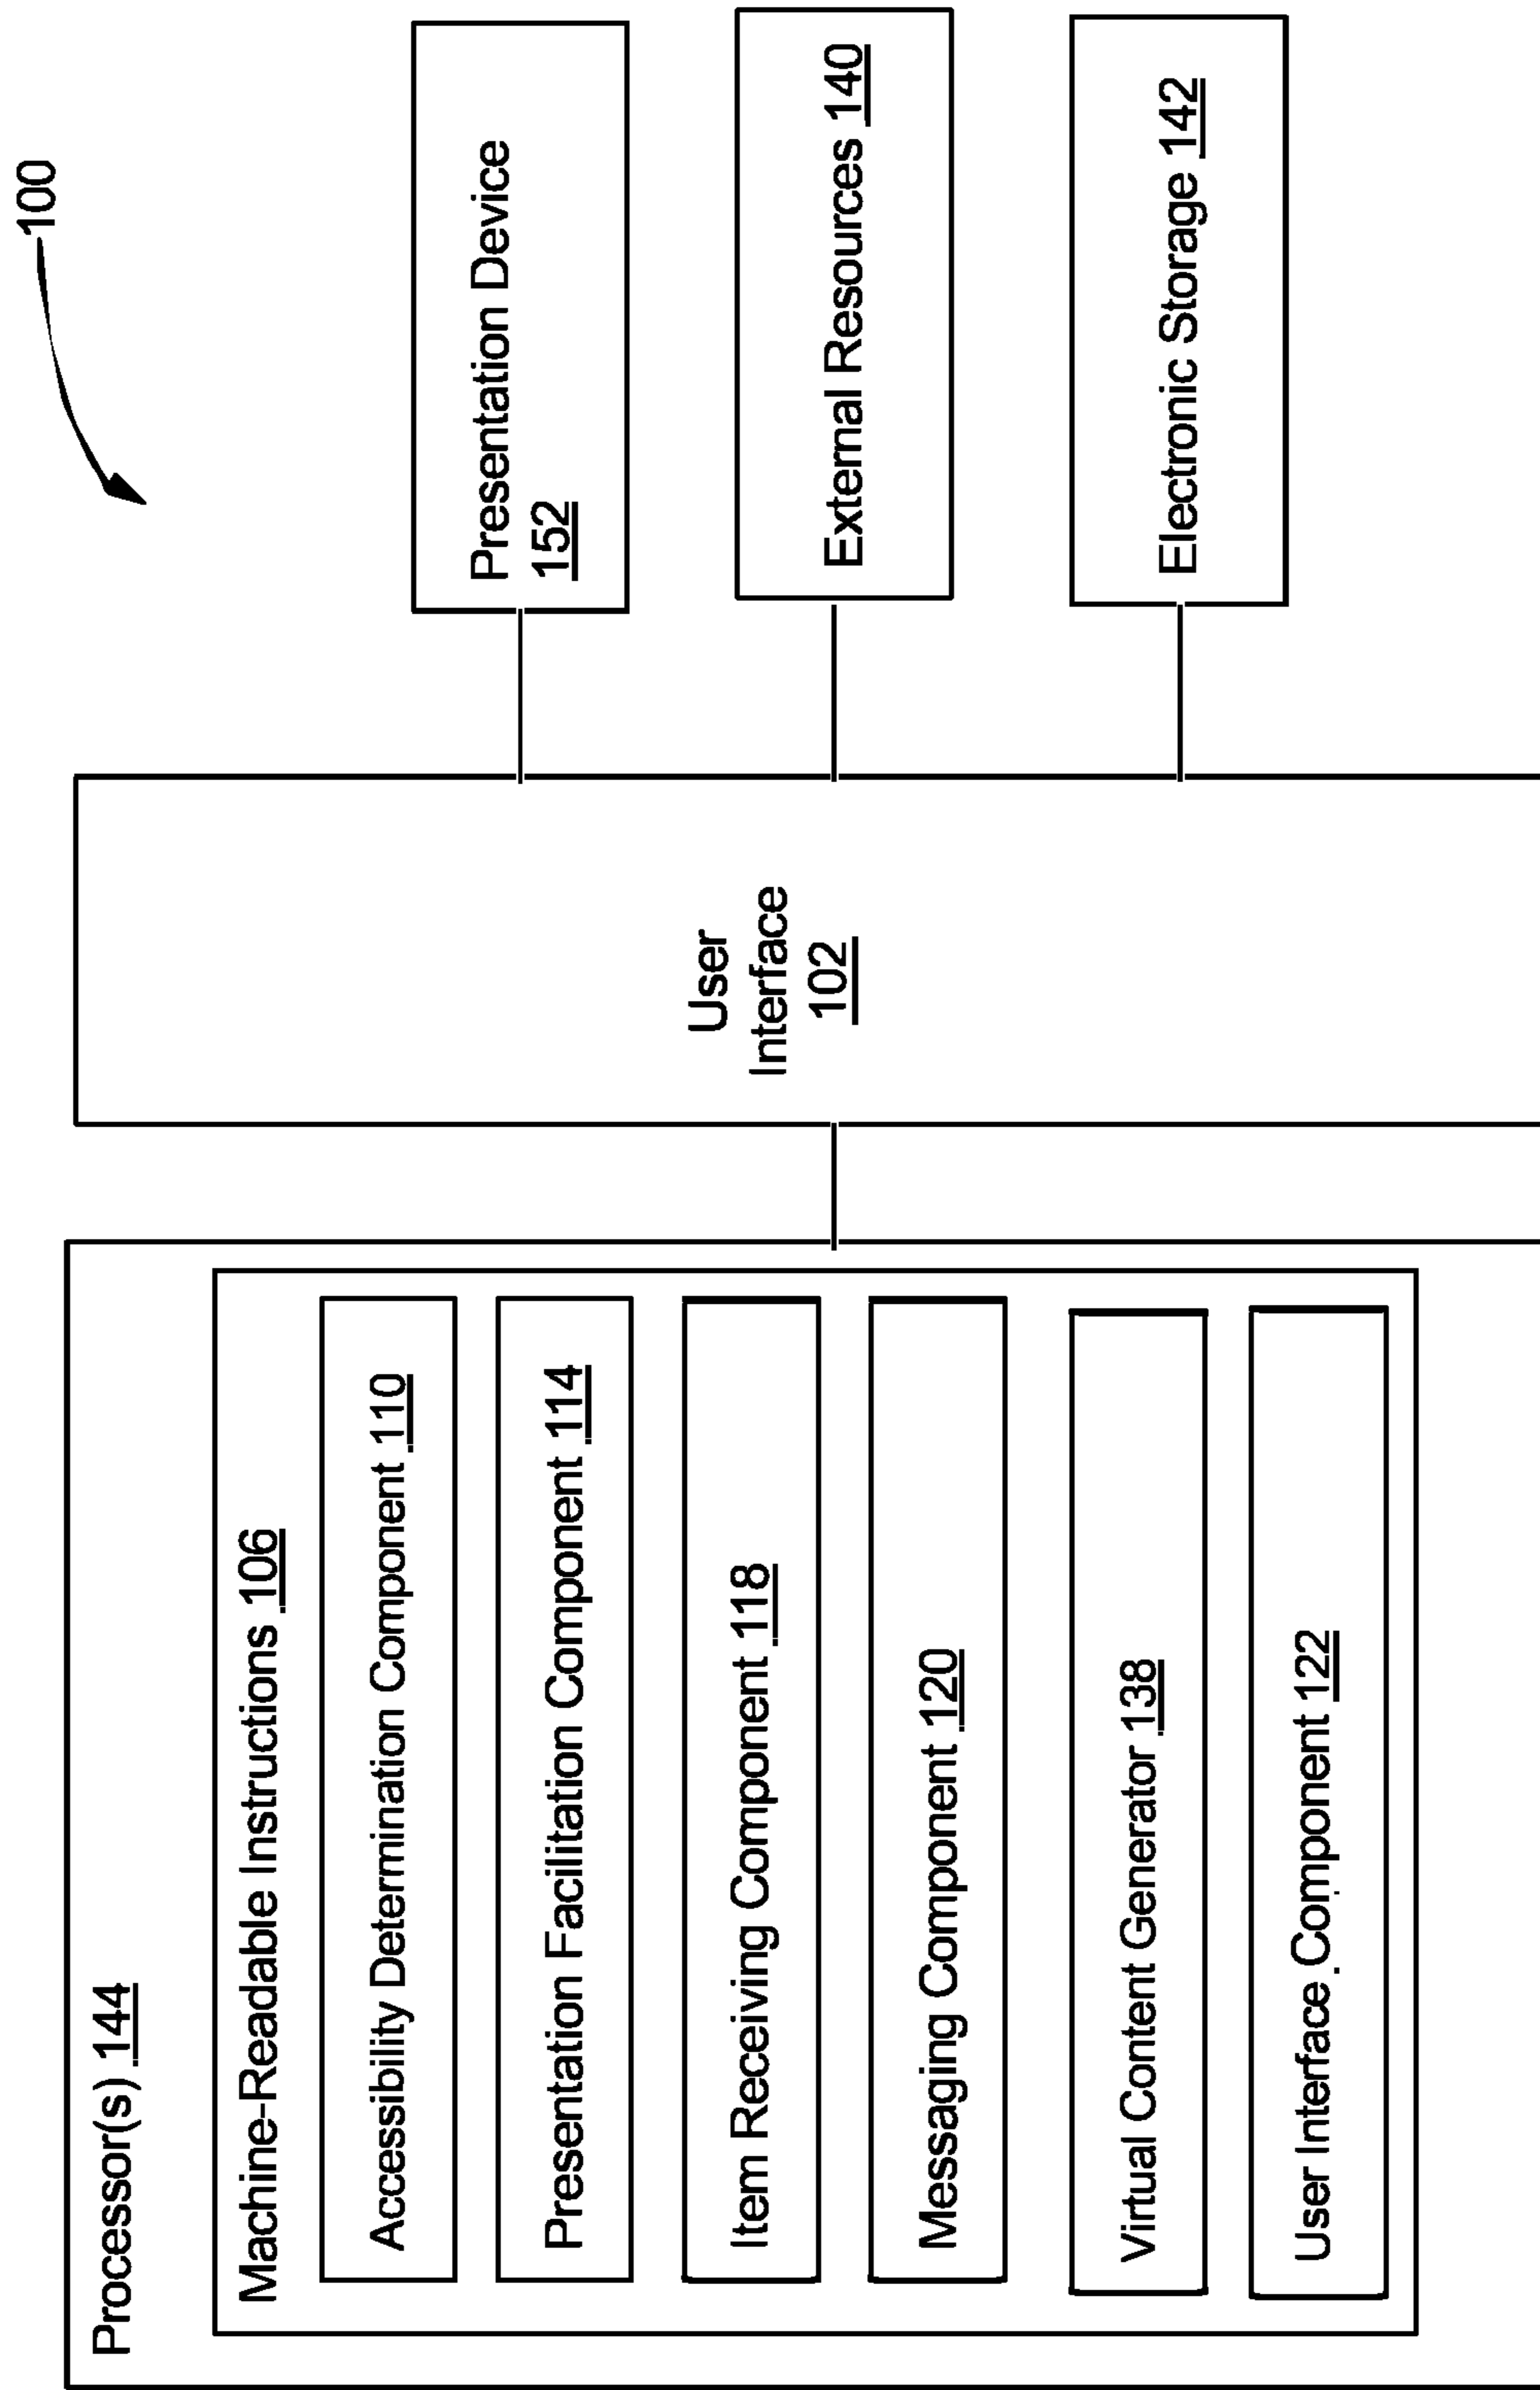 100
Processor(s) 144
Machine-Readable Instructions 106
Accessibility Determination Component 110
Presentation Facilitation Component 114
Item Receiving Component 118
Messaging Component 120
Virtual Content Generator 138
User Interface Component 122
User
Interface
102
Presentation Device
152
External Resources 140
Electronic Storage 142